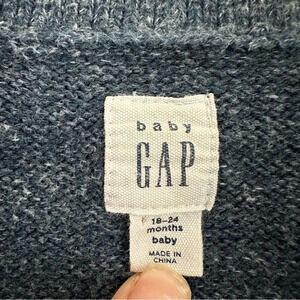 baby
GAP
18-24
months
baby
MADE IN
CHINA